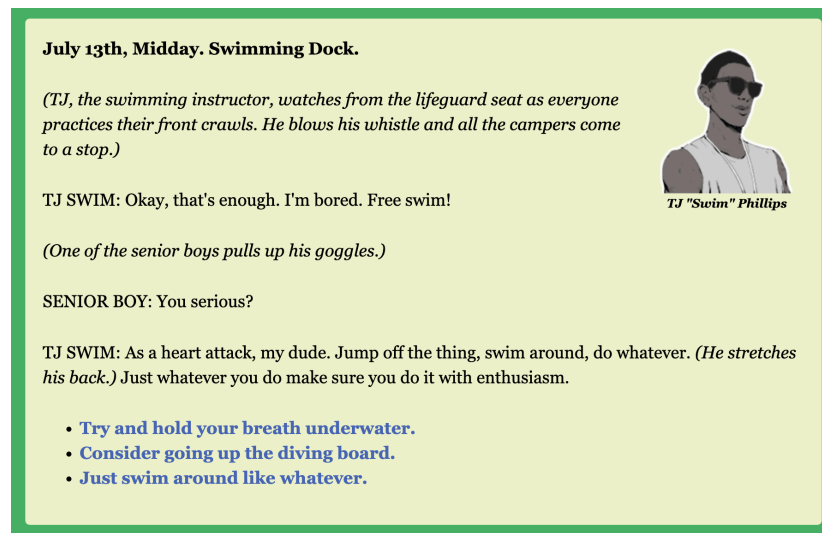 July 13th, Midday. Swimming Dock.
(TJ, the swimming instructor, watches from the lifeguard seat as everyone
practices their front crawls. He blows his whistle and all the campers come
to a stop.)
TJ "Swim" Phillips
TJ SWIM: Okay, that's enough. I'm bored. Free swim!
(One of the senior boys pulls up his goggles.)
SENIOR BOY: You serious?
TJ SWIM: As a heart attack, my dude. Jump off the thing, swim around, do whatever. (He stretches
his back.) Just whatever you do make sure you do it with enthusiasm.
• Try and hold your breath underwater.
• Consider going up the diving board.
• Just swim around like whatever.